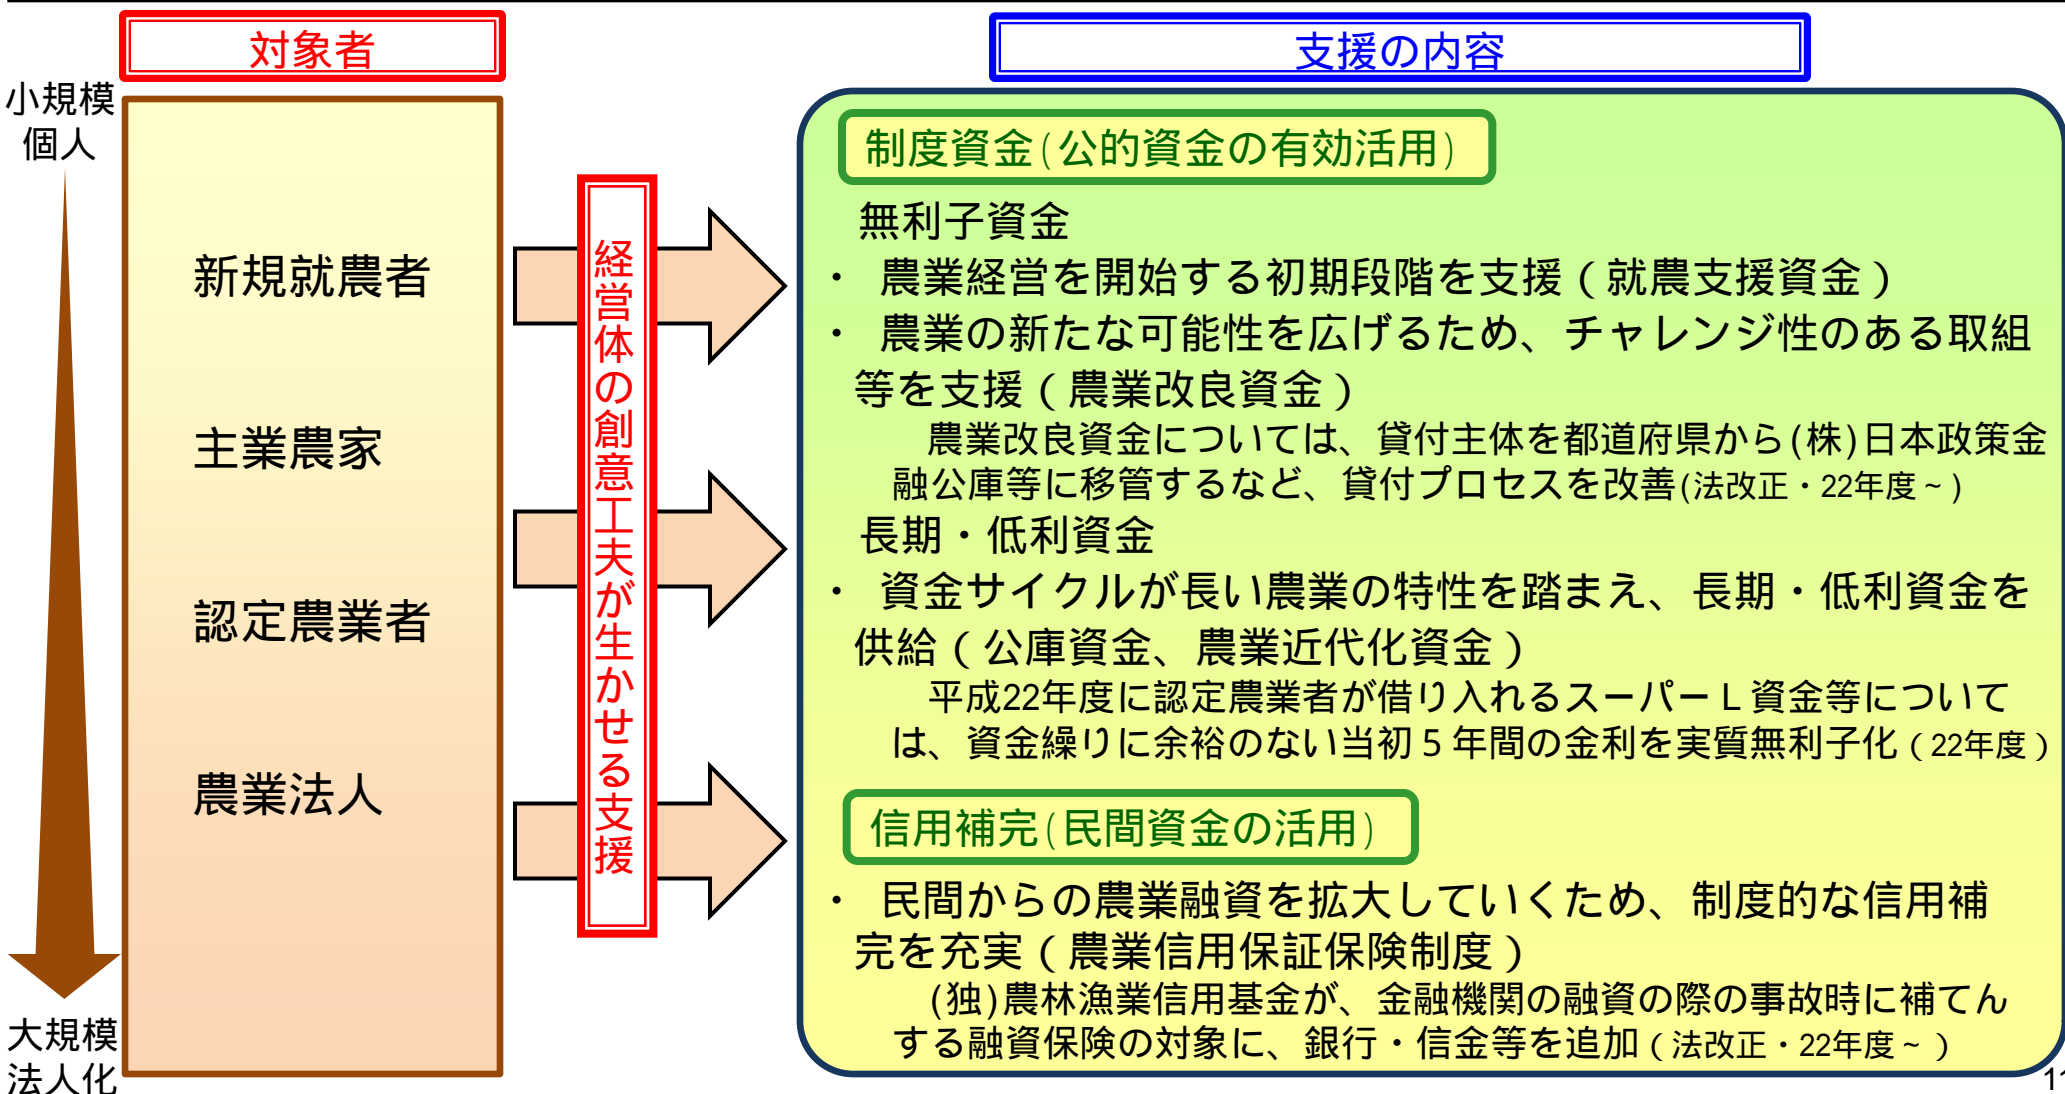 対象者
支援の内容
小規模
個人
新規就農者
主業農家
認定農業者
農業法人
大規模
法人化
経営体の創意工夫が生かせる支援
制度資金(公的資金の有効活用)
無利子資金
・ 農業経営を開始する初期段階を支援（就農支援資金）
・ 農業の新たな可能性を広げるため、チャレンジ性のある取組
等を支援（農業改良資金）
農業改良資金については、貸付主体を都道府県から(株)日本政策金
融公庫等に移管するなど、貸付プロセスを改善(法改正・22年度~)
長期・低利資金
・ 資金サイクルが長い農業の特性を踏まえ、長期・低利資金を
供給（公庫資金、農業近代化資金）
平成22年度に認定農業者が借り入れるスーパーＬ資金等について
は、資金繰りに余裕のない当初５年間の金利を実質無利子化（22年度）
信用補完(民間資金の活用)
・ 民間からの農業融資を拡大していくため、制度的な信用補
完を充実（農業信用保証保険制度）
(独)農林漁業信用基金が、金融機関の融資の際の事故時に補てん
する融資保険の対象に、銀行・信金等を追加（法改正・22年度~）